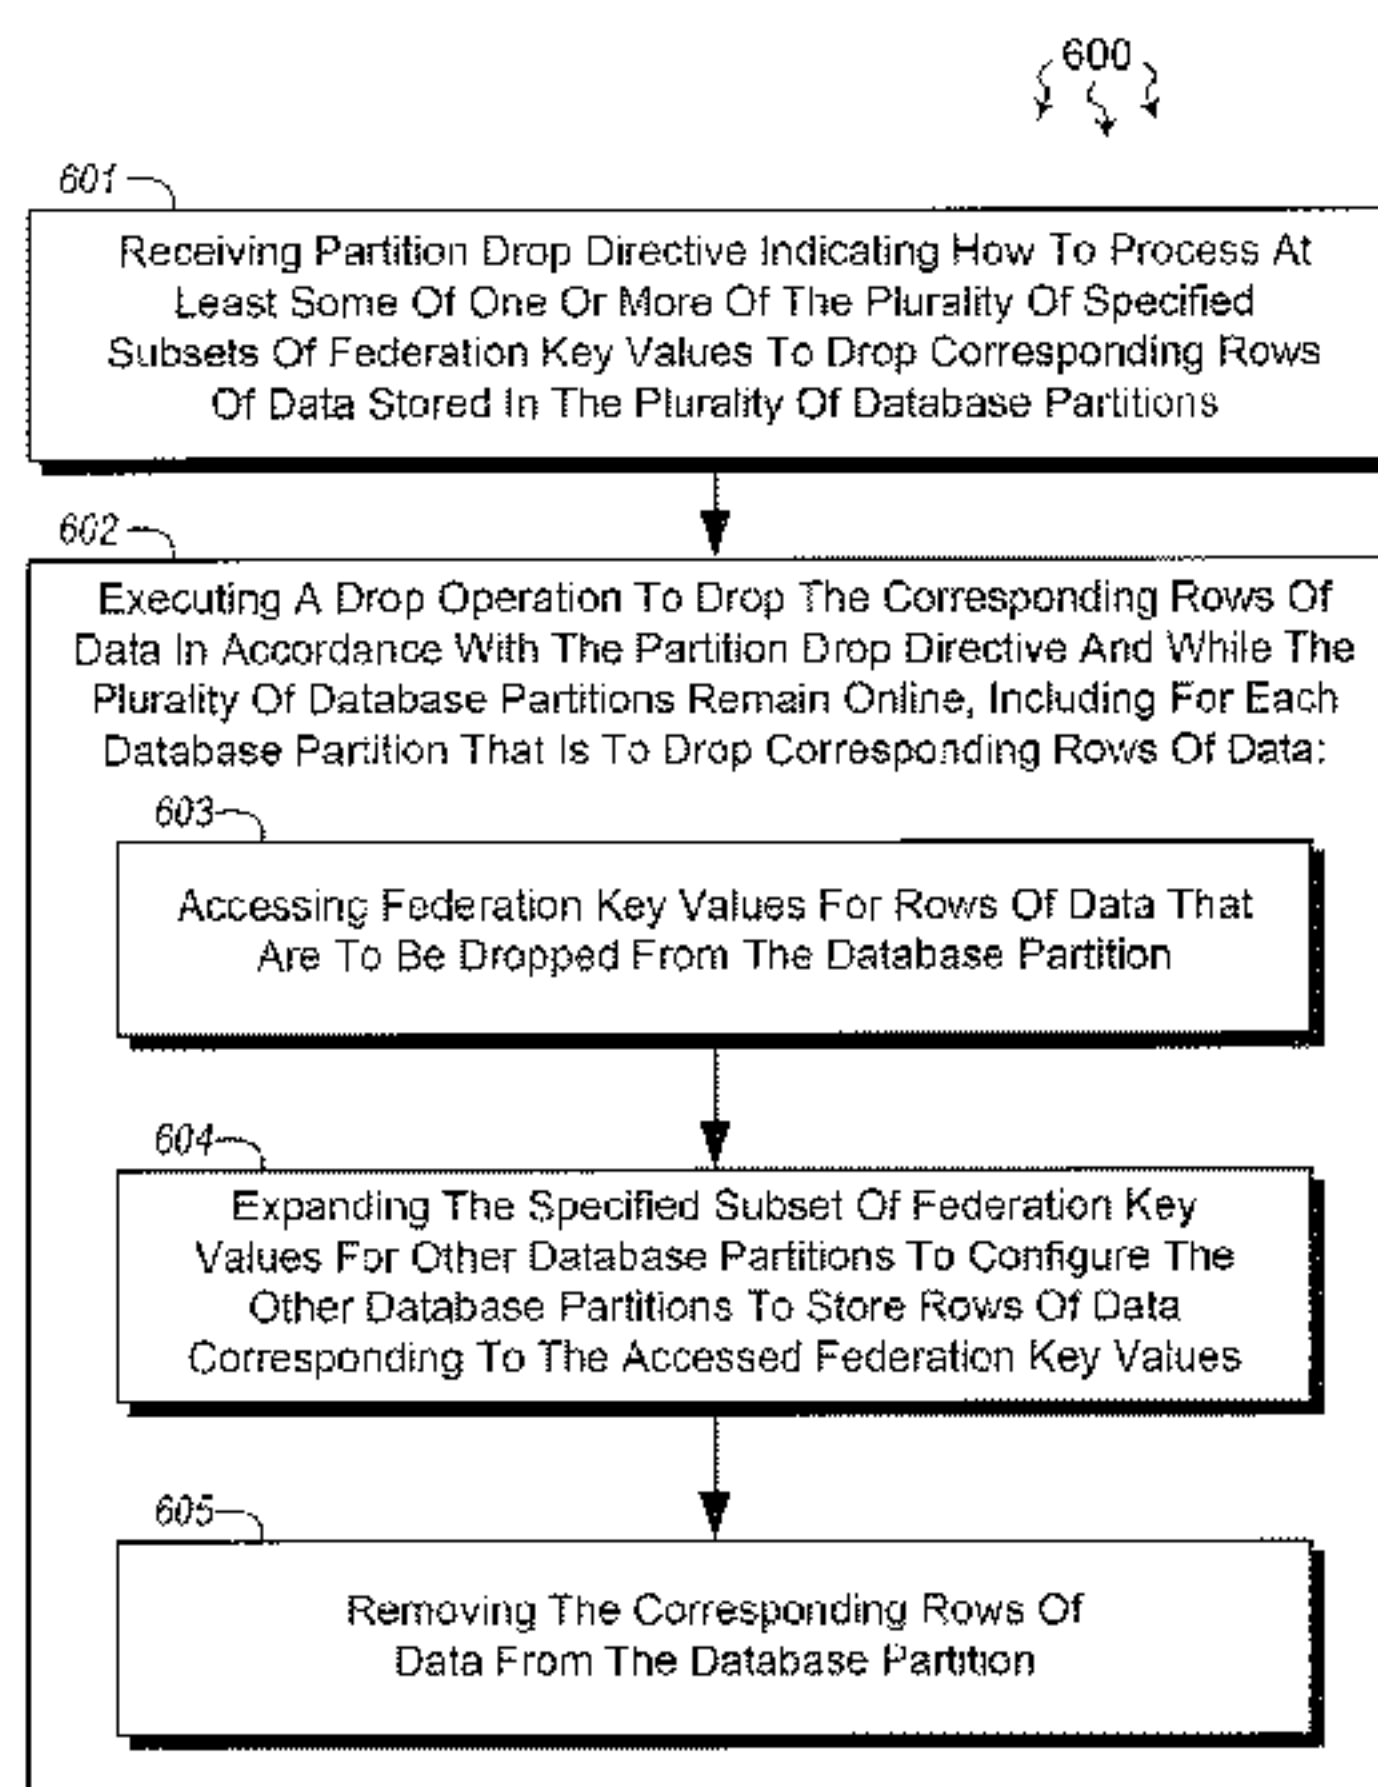 600
601
Receiving Partition Drop Directive Indicating How To Process At
Least Some Of One Or More Of The Plurality Of Specified
Subsets Of Federation Key Values To Drop Corresponding Rows
Of Data Stored In The Plurality Of Database Partitions
602
Executing A Drop Operation To Drop The Corresponding Rows Of
Data In Accordance With The Partition Drop Directive And While The
Plurality Of Database Partitions Remain Online, Including For Each
Database Partition That Is To Drop Corresponding Rows Of Data:
603
Accessing Federation Key Values For Rows Of Data That
Are To Be Dropped From The Database Partition
604
Expanding The Specified Subset Of Federation Key
Values For Other Database Partitions To Configure The
Other Database Partitions To Store Rows Of Data
Corresponding To The Accessed Federation Key Values
605
Removing The Corresponding Rows Of
Data From The Database Partition